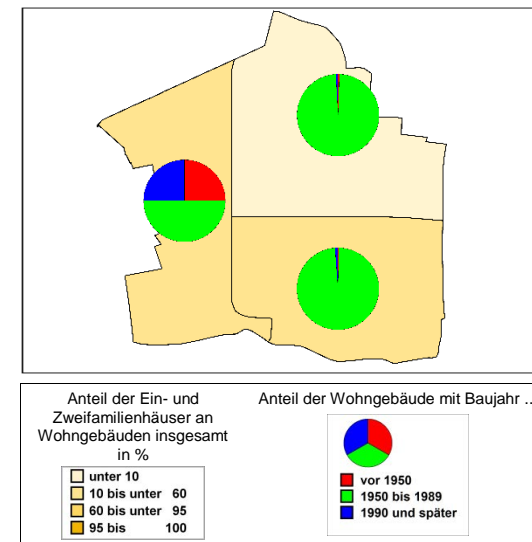 Anteil der Ein- und
Zweifamilienhäuser an
Wohngebäuden insgesamt
in %
unter 10
10 bis unter 60
60 bis unter 95
95 bis 100
Anteil der Wohngebäude mit Baujahr ...
vor 1950
1950 bis 1989
1990 und später